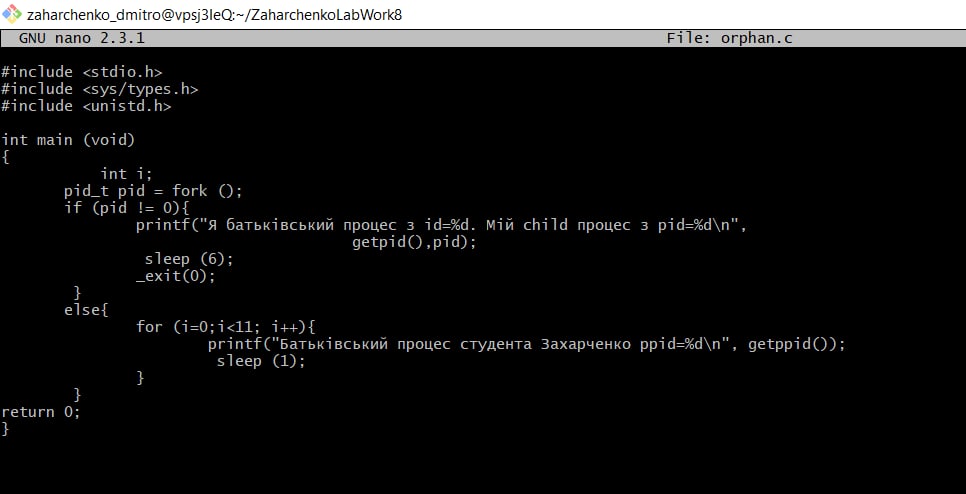 zaharchenko_dmitro@vpsj3IeQ:~/ZaharchenkoLabWork8
GNU nano 2.3.1 File: orphan.c
#include <stdio.h>
#include <sys/types.h>
#include <unistd.h>
int main (void)
{
int i;
pid_t pid = fork ();
if (pid != 0){
printf("Я батьківський процес з id=%d. Мій child процес з pid=%d\n",
getpid(),pid);
sleep (6);
_exit(0);
}
else{
for (i=0;i<11; i++){
printf("Батьківський процес студента Захарченко ppid=%d\n", getppid());
sleep (1);
}
}
return 0;
}